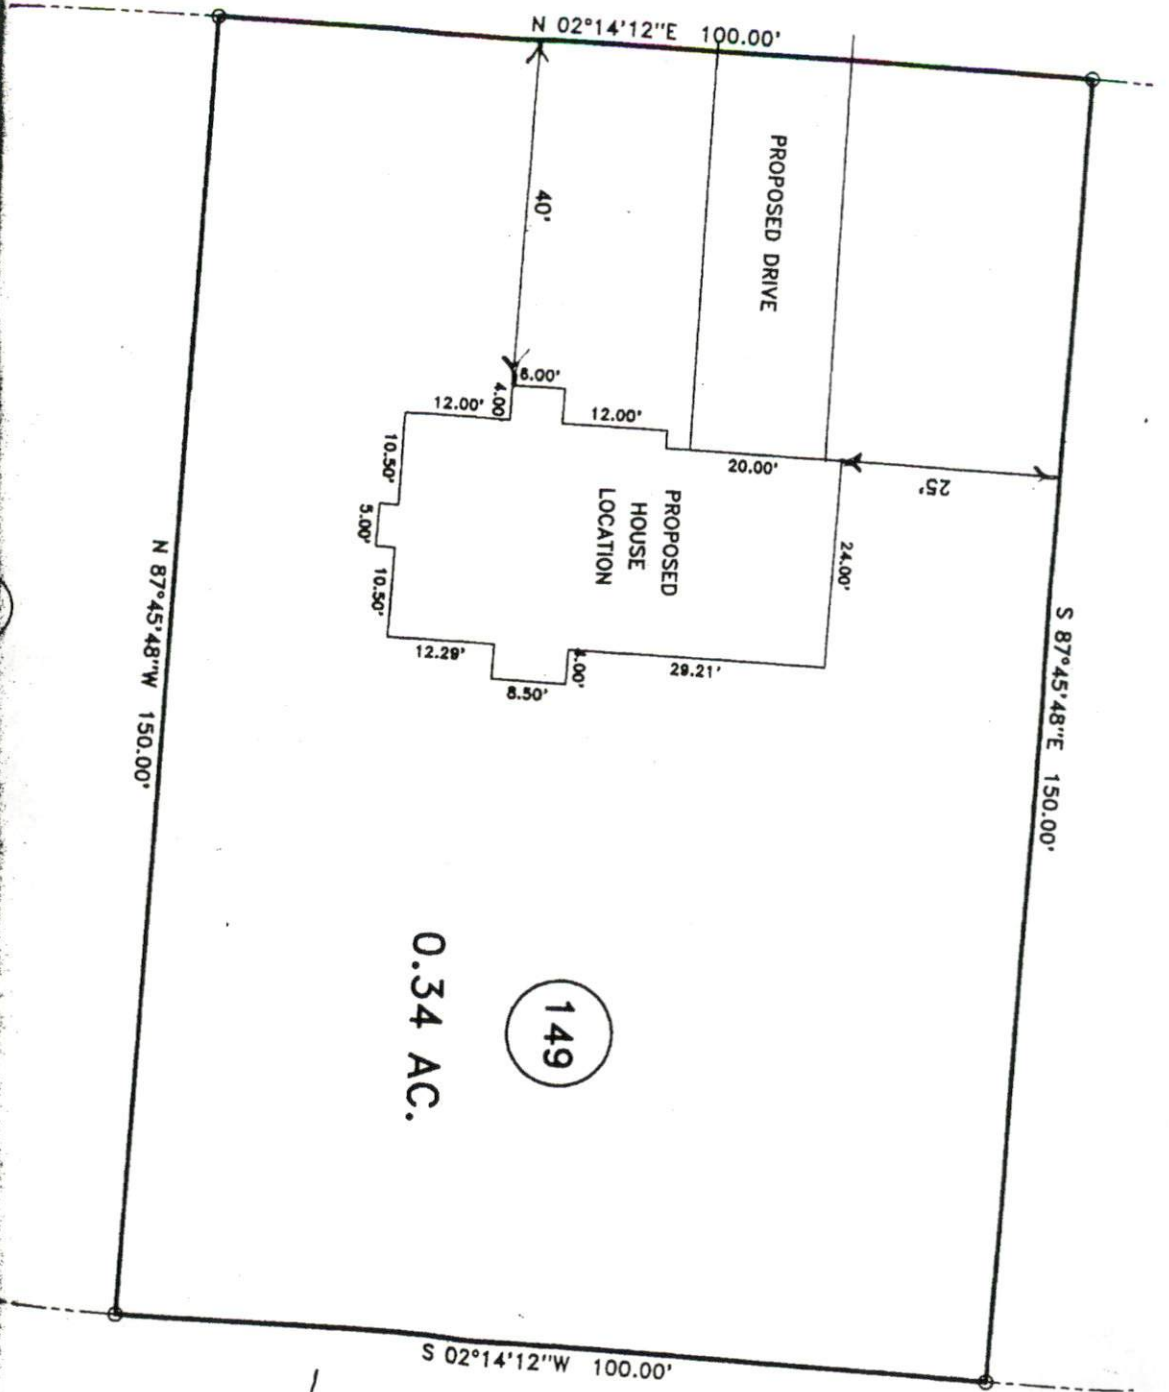 N 02°14'12"E 100.00'
PROPOSED DRIVE
40'
6.00'
4.00
12.00'
12.00'
20.00'
25'
10.50'
5.00'
10.50'
PROPOSED
HOUSE
LOCATION
24.00'
12.29'
8.50'
4.00'
29.21'
N 87°45'48"W 150.00'
S 87°45'48"E 150.00'
149
0.34 AC.
S 02°14'12"W 100.00'